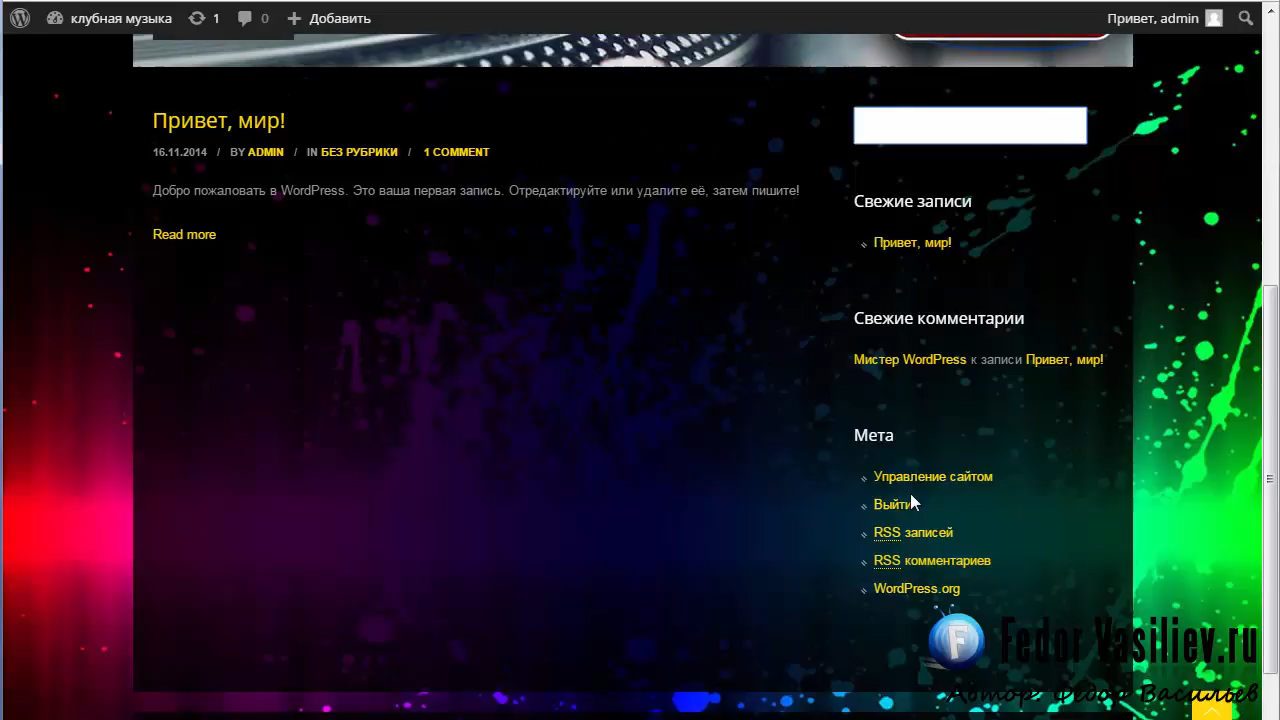 клубная музыка 1 0 Добавить Привет, admin
Привет, мир!
16.11.2014 / BY ADMIN / IN БЕЗ РУБРИКИ / 1 COMMENT
Добро пожаловать в WordPress. Это ваша первая запись. Отредактируйте или удалите её, затем пишите!
Read more
Свежие записи
Привет, мир!
Свежие комментарии
Мистер WordPress к записи Привет, мир!
Мета
Управление сайтом
Выйти
RSS записей
RSS комментариев
WordPress.org
F Fedor Vasiliev.ru
Автор: Федор Васильев